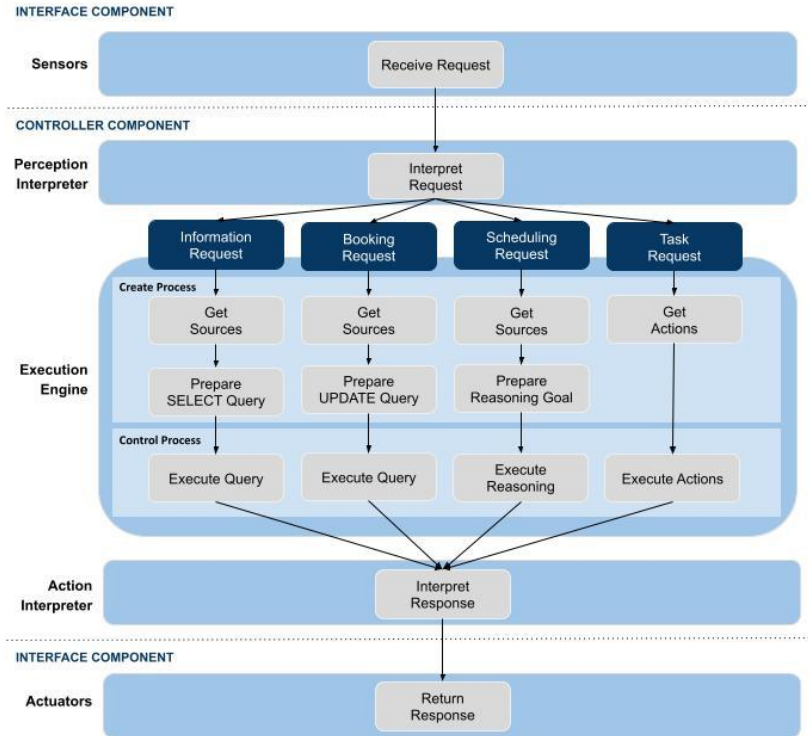 INTERFACE COMPONENT
Sensors
Receive Request
CONTROLLER COMPONENT
Perception
Interpreter
Interpret
Request
Information
Request
Booking
Request
Scheduling
Request
Task
Request
Create Process
Get
Sources
Get
Sources
Get
Sources
Get
Actions
Execution
Engine
Prepare
SELECT Query
Prepare
UPDATE Query
Prepare
Reasoning Goal
Control Process
Execute Query
Execute Query
Execute
Reasoning
Execute Actions
Action
Interpreter
Interpret
Response
INTERFACE COMPONENT
Actuators
Return
Response